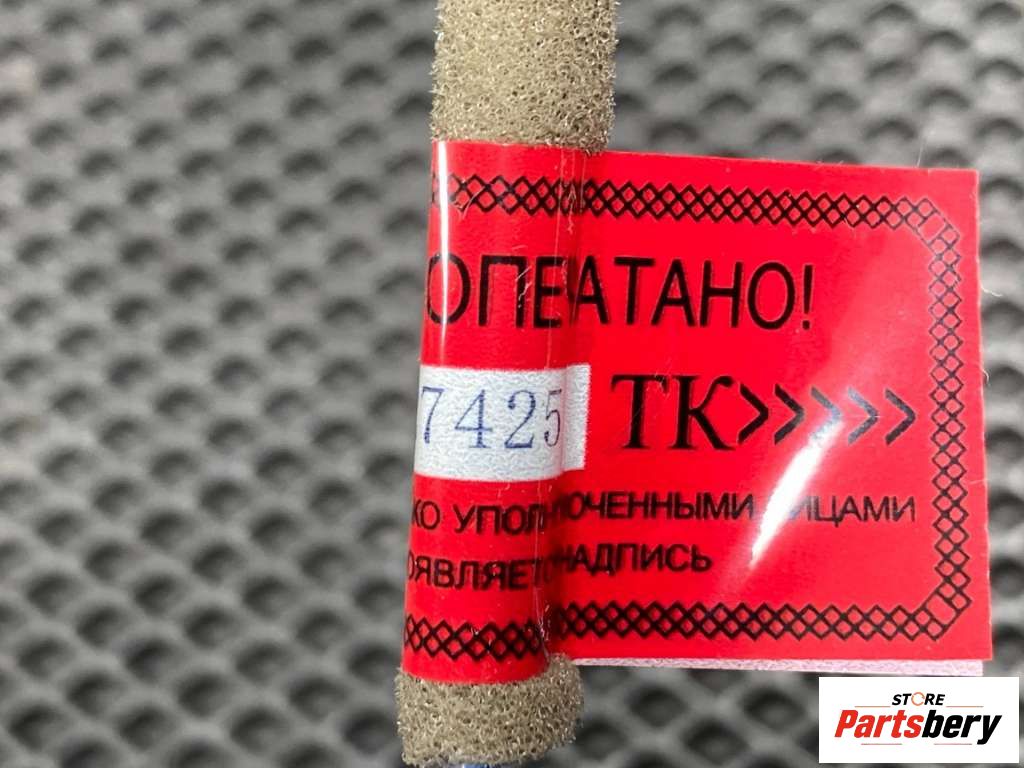 ОПЕ АТАНО!
7425 ТК>>>>>
КО УПОЛ ОЧЕННЫМИ ИЦАМИ
ОЯВЛЯЕТ НАДПИСЬ
STORE
Partsbery